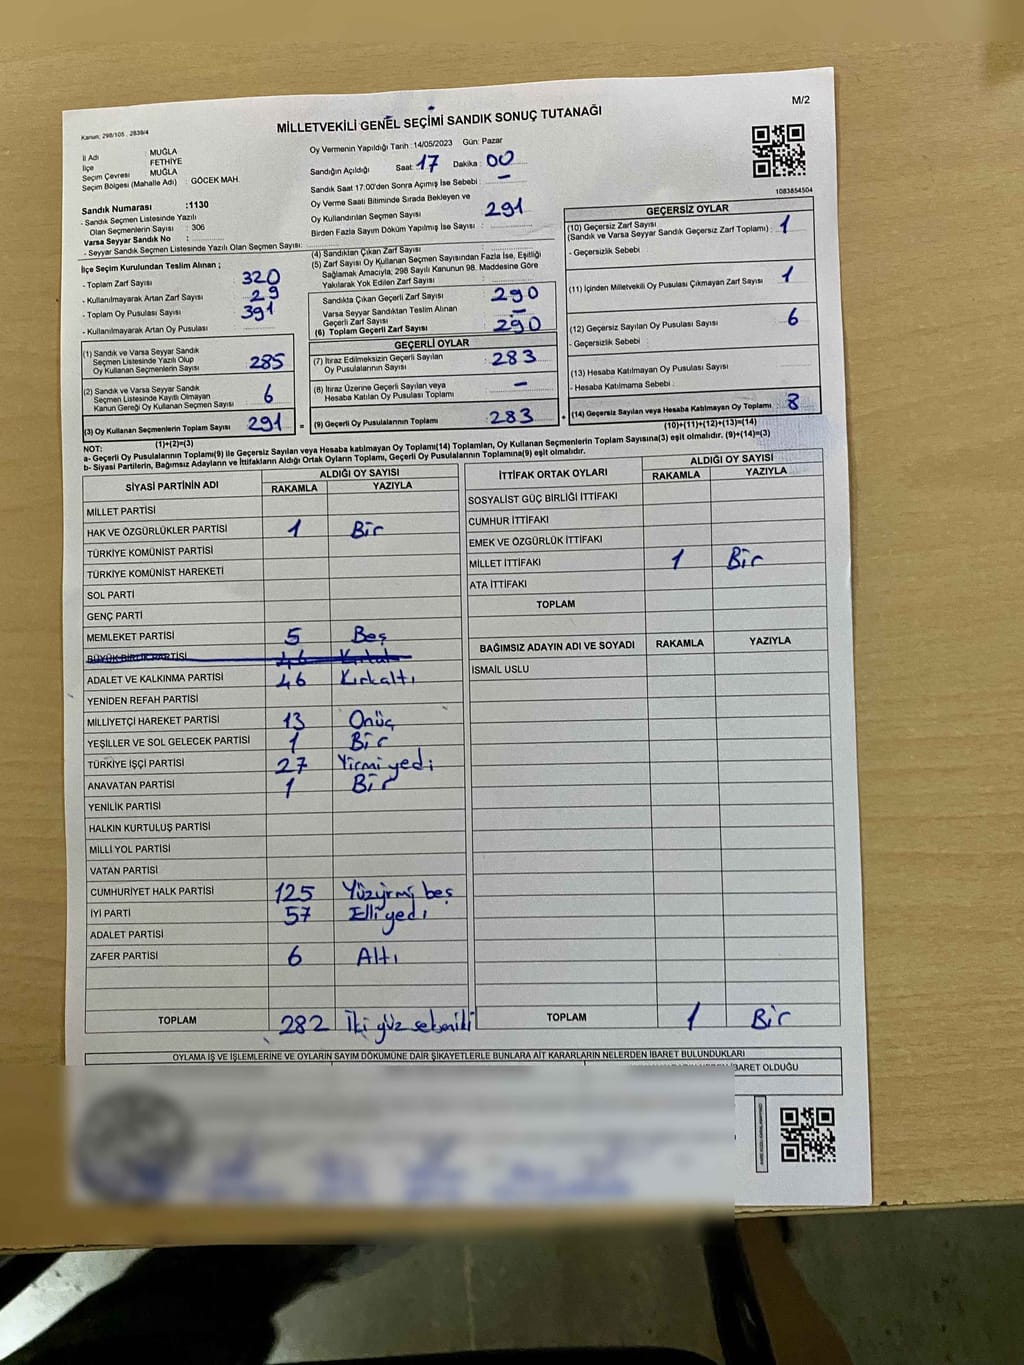 M/2
Kanun: 298/105 , 2839/4
MİLLETVEKİLİ GENEL SEÇİMİ SANDIK SONUÇ TUTANAĞI
İl Adı : MUĞLA
İlçe : FETHİYE
Seçim Çevresi : MUĞLA
Seçim Bölgesi (Mahalle Adı) : GÖCEK MAH.
Oy Vermenin Yapıldığı Tarih : 14/05/2023 Gün: Pazar
Sandığın Açıldığı Saat: 17 Dakika : 00
Sandık Saat 17:00'den Sonra Açımış İse Sebebi : –
Oy Verme Saati Bitiminde Sırada Bekleyen ve
Oy Kullandırılan Seçmen Sayısı : 291
Birden Fazla Sayım Döküm Yapılmış İse Sayısı :
1083854504
Sandık Numarası :1130
- Sandık Seçmen Listesinde Yazılı
Olan Seçmenlerin Sayısı : 306
Varsa Seyyar Sandık No :
- Seyyar Sandık Seçmen Listesinde Yazılı Olan Seçmen Sayısı:
İlçe Seçim Kurulundan Teslim Alınan ;
- Toplam Zarf Sayısı 320
- Kullanılmayarak Artan Zarf Sayısı 29
- Toplam Oy Pusulası Sayısı 391
- Kullanılmayarak Artan Oy Pusulası
(1) Sandık ve Varsa Seyyar Sandık
Seçmen Listesinde Yazılı Olup
Oy Kullanan Seçmenlerin Sayısı 285
(2) Sandık ve Varsa Seyyar Sandık
Seçmen Listesinde Kayıtlı Olmayan
Kanun Gereği Oy Kullanan Seçmen Sayısı 6
(3) Oy Kullanan Seçmenlerin Toplam Sayısı 291 =
(1)+(2)=(3)
(4) Sandıktan Çıkan Zarf Sayısı
(5) Zarf Sayısı Oy Kullanan Seçmen Sayısından Fazla İse, Eşitliği
Sağlamak Amacıyla, 298 Sayılı Kanunun 98. Maddesine Göre
Yakılarak Yok Edilen Zarf Sayısı :
Sandıkta Çıkan Geçerli Zarf Sayısı 290
Varsa Seyyar Sandıktan Teslim Alınan
Geçerli Zarf Sayısı –
(6) Toplam Geçerli Zarf Sayısı 290
GEÇERLİ OYLAR
(7) İtiraz Edilmeksizin Geçerli Sayılan
Oy Pusulalarının Sayısı : 283
(8) İtiraz Üzerine Geçerli Sayılan veya
Hesaba Katılan Oy Pusulası Toplamı –
(9) Geçerli Oy Pusulalarının Toplamı : 283 +
GEÇERSİZ OYLAR
(10) Geçersiz Zarf Sayısı
(Sandık ve Varsa Seyyar Sandık Geçersiz Zarf Toplamı) : 1
- Geçersizlik Sebebi
(11) İçinden Milletvekili Oy Pusulası Çıkmayan Zarf Sayısı 1
(12) Geçersiz Sayılan Oy Pusulası Sayısı 6
- Geçersizlik Sebebi :
(13) Hesaba Katılmayan Oy Pusulası Sayısı
- Hesaba Katılmama Sebebi :
(14) Geçersiz Sayılan veya Hesaba Katılmayan Oy Toplamı : 8
(10)+(11)+(12)+(13)=(14)
NOT:
a- Geçerli Oy Pusulalarının Toplamı(9) ile Geçersiz Sayılan veya Hesaba katılmayan Oy Toplamı(14) Toplamları, Oy Kullanan Seçmenlerin Toplam Sayısına(3) eşit olmalıdır. (9)+(14)=(3)
b- Siyasi Partilerin, Bağımsız Adayların ve İttifakların Aldığı Ortak Oyların Toplamı, Geçerli Oy Pusulalarının Toplamına(9) eşit olmalıdır.
SİYASİ PARTİNİN ADI ALDIĞI OY SAYISI
RAKAMLA YAZIYLA
MİLLET PARTİSİ
HAK VE ÖZGÜRLÜKLER PARTİSİ 1 Bir
TÜRKİYE KOMÜNİST PARTİSİ
TÜRKİYE KOMÜNİST HAREKETİ
SOL PARTİ
GENÇ PARTİ
MEMLEKET PARTİSİ 5 Beş
BÜYÜK BİRLİK PARTİSİ 46
ADALET VE KALKINMA PARTİSİ 46 Kırkaltı
YENİDEN REFAH PARTİSİ
MİLLİYETÇİ HAREKET PARTİSİ 13 Onüç
YEŞİLLER VE SOL GELECEK PARTİSİ 1 Bir
TÜRKİYE İŞÇİ PARTİSİ 27 Yirmiyedi
ANAVATAN PARTİSİ 1 Bir
YENİLİK PARTİSİ
HALKIN KURTULUŞ PARTİSİ
MİLLİ YOL PARTİSİ
VATAN PARTİSİ
CUMHURİYET HALK PARTİSİ 125 Yüzyirmi beş
İYİ PARTİ 57 Elliyedi
ADALET PARTİSİ
ZAFER PARTİSİ 6 Altı
TOPLAM 282 İki yüz sekseniki
İTTİFAK ORTAK OYLARI ALDIĞI OY SAYISI
RAKAMLA YAZIYLA
SOSYALİST GÜÇ BİRLİĞİ İTTİFAKI
CUMHUR İTTİFAKI
EMEK VE ÖZGÜRLÜK İTTİFAKI
MİLLET İTTİFAKI 1 Bir
ATA İTTİFAKI
TOPLAM
BAĞIMSIZ ADAYIN ADI VE SOYADI RAKAMLA YAZIYLA
İSMAİL USLU
TOPLAM 1 Bir
OYLAMA İŞ VE İŞLEMLERİNE VE OYLARIN SAYIM DÖKÜMÜNE DAİR ŞİKAYETLERLE BUNLARA AİT KARARLARIN NELERDEN İBARET BULUNDUKLARI
İBARET OLDUĞU